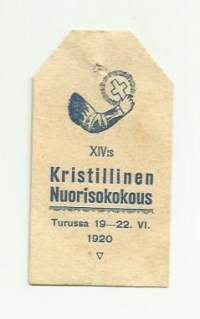 XIV:s
Kristillinen
Nuorisokokous
Turussa 19—22. VI.
1920